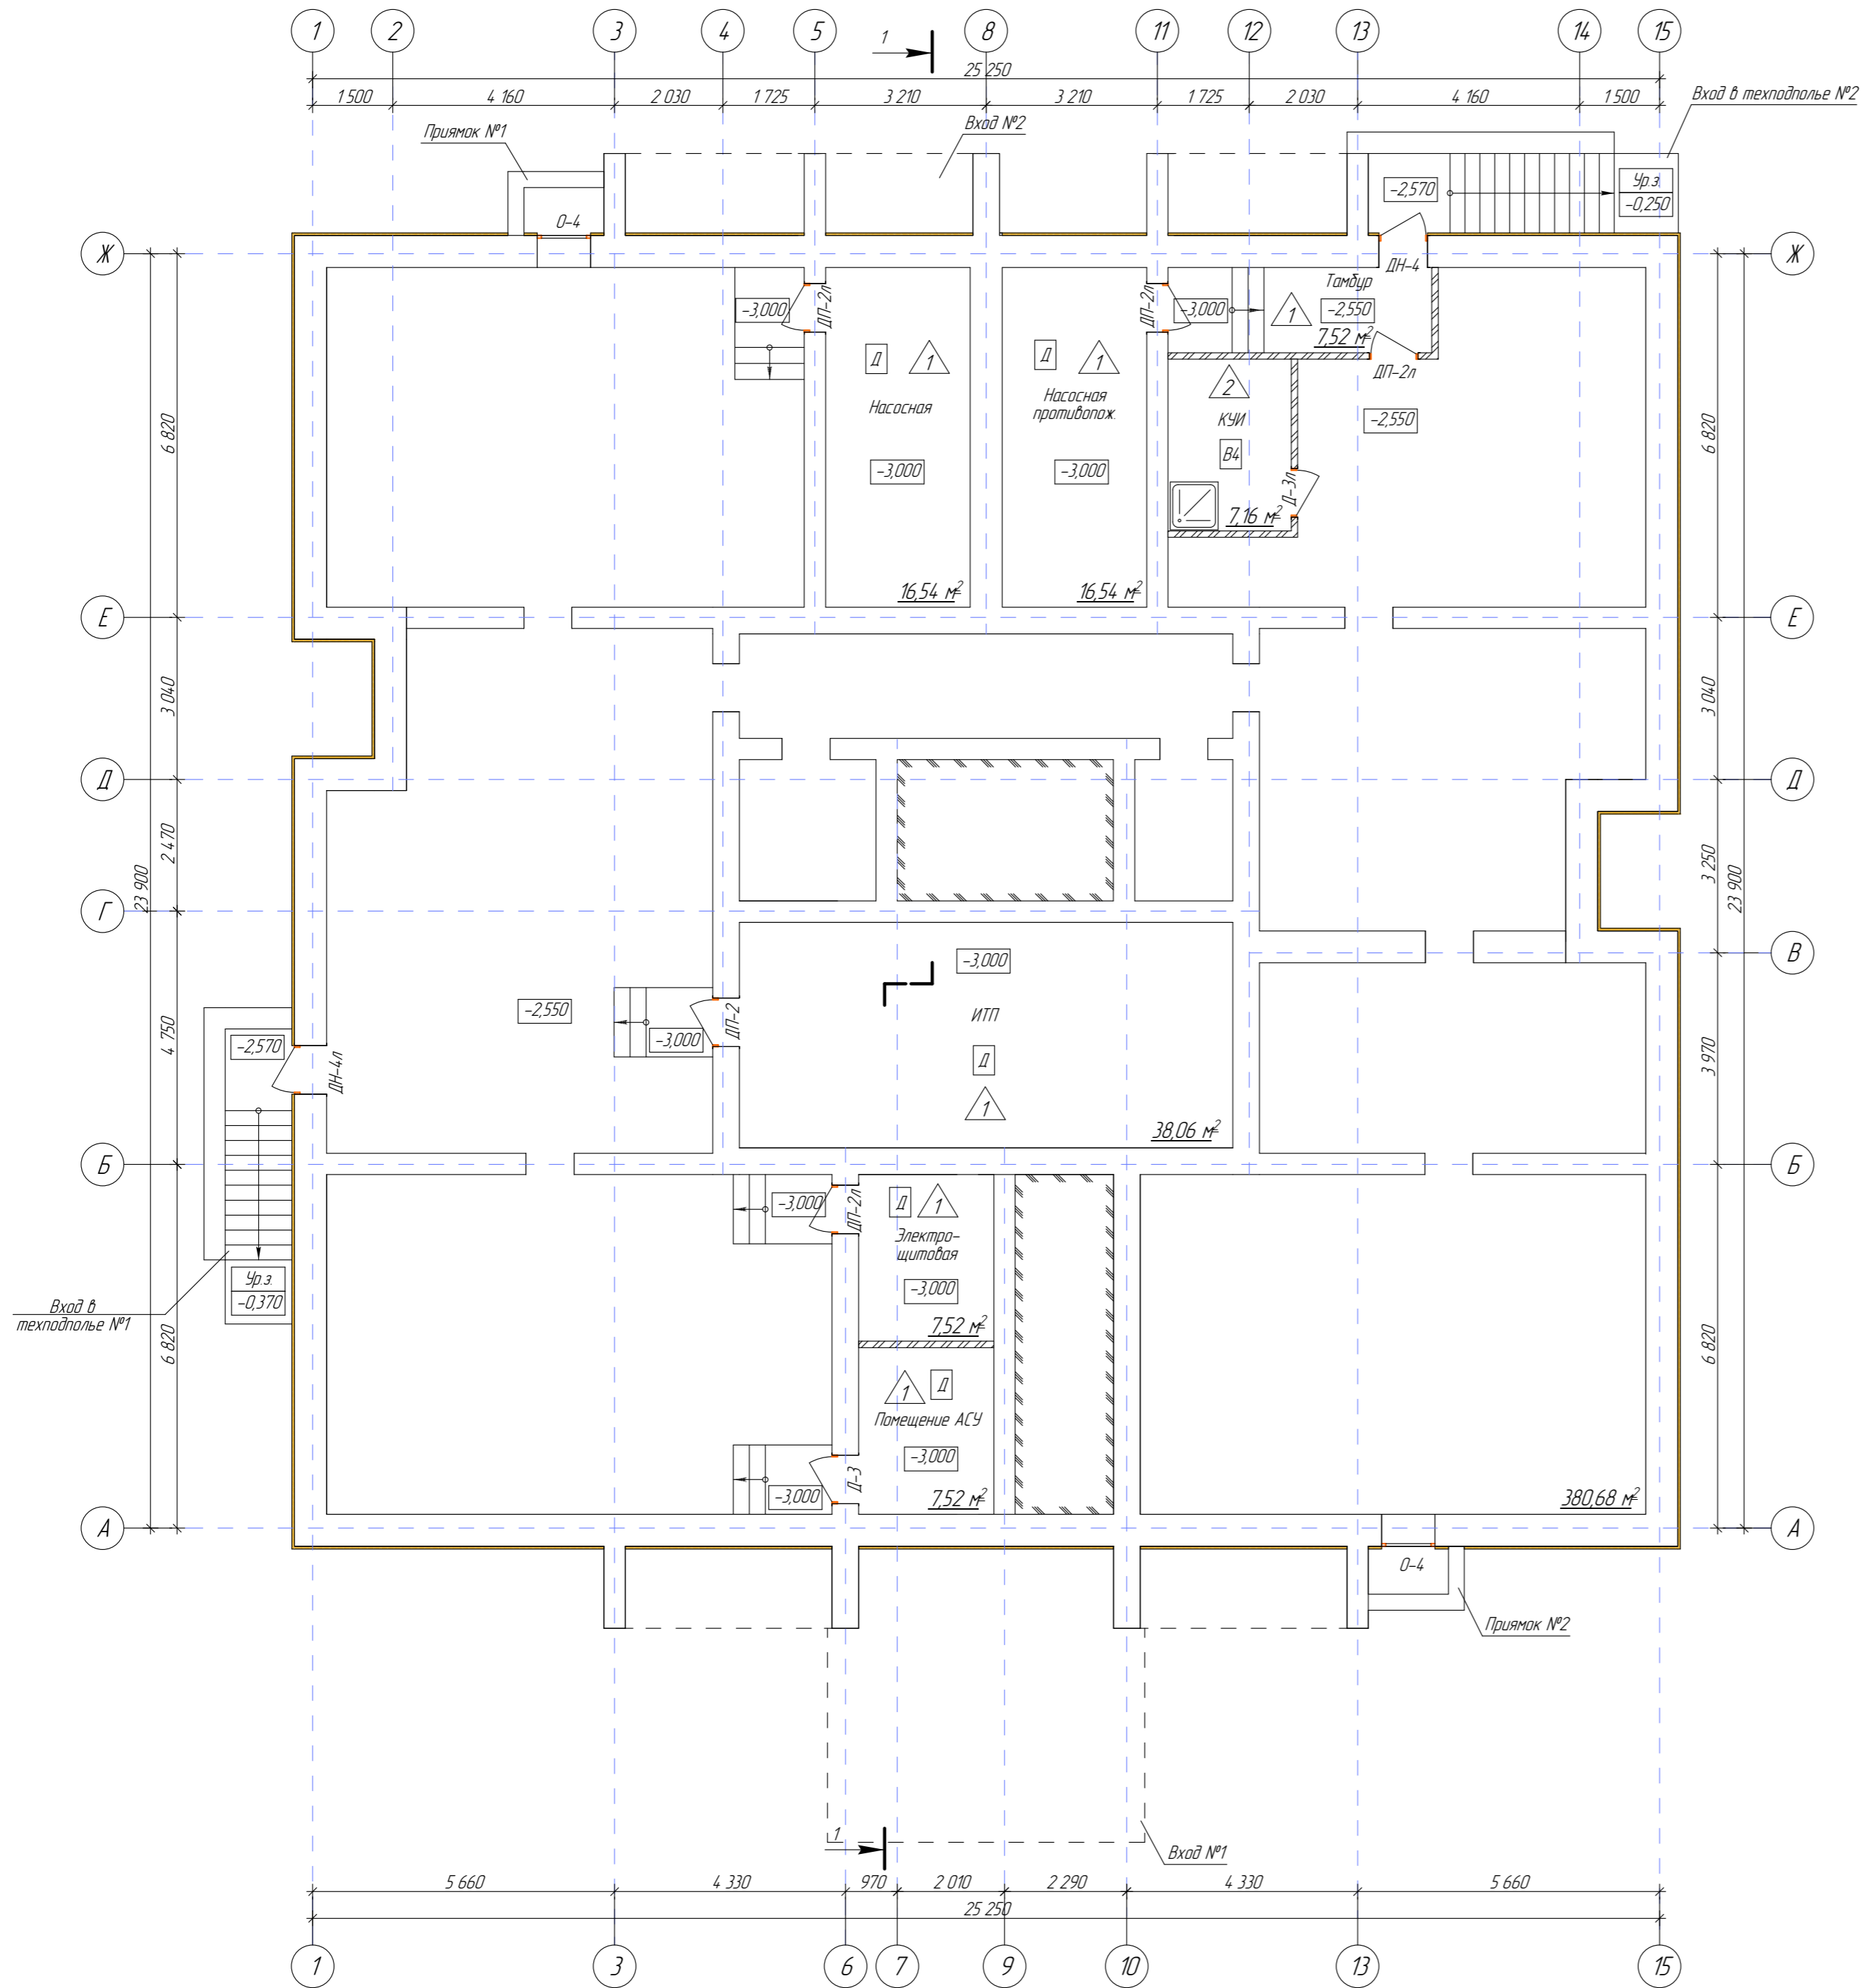 1 2 3 4 5 8 11 12 13 14 15
1
25 250
1 500 4 160 2 030 1 725 3 210 3 210 1 725 2 030 4 160 1 500
Вход в техподполье №2
Приямок №1
Вход №2
-2,570
Ур.з.
-0,250
О-4
Ж
Ж
ДН-4
Тамбур
-3,000
ДП-2л
ДП-2л
-3,000
1
-2,550
7,52 м²
Д
1
Д
1
ДП-2л
2
Насосная
Насосная
противопож.
КУИ
-2,550
6 820
6 820
В4
-3,000
-3,000
Д-3л
7,16 м²
16,54 м²
16,54 м²
Е
Е
3 040
3 040
Д
Д
2 470
3 250
23 900
23 900
Г
В
-3,000
-2,550
ИТП
ДП-2
-3,000
-2,570
ДН-4л
4 750
3 970
Д
1
38,06 м²
Б
Б
-3,000
ДП-2л
Д
1
Электро-
щитовая
-3,000
Ур.з.
-0,370
Вход в
техподполье №1
7,52 м²
6 820
6 820
1
Д
Помещение АСУ
-3,000
Д-3
-3,000
7,52 м²
380,68 м²
А
А
О-4
Приямок №2
1
Вход №1
5 660 4 330 970 2 010 2 290 4 330 5 660
25 250
1 3 6 7 9 10 13 15